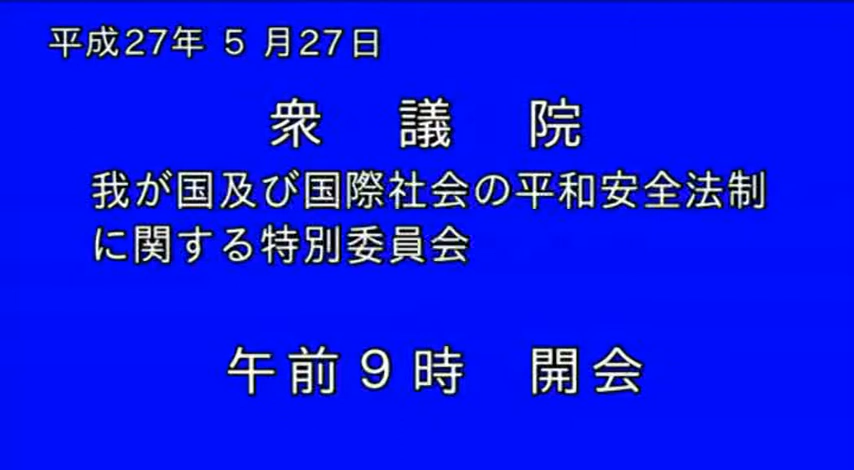 平成27年 5 月27日
衆 議 院
我が国及び国際社会の平和安全法制
に関する特別委員会
午前9時 開会